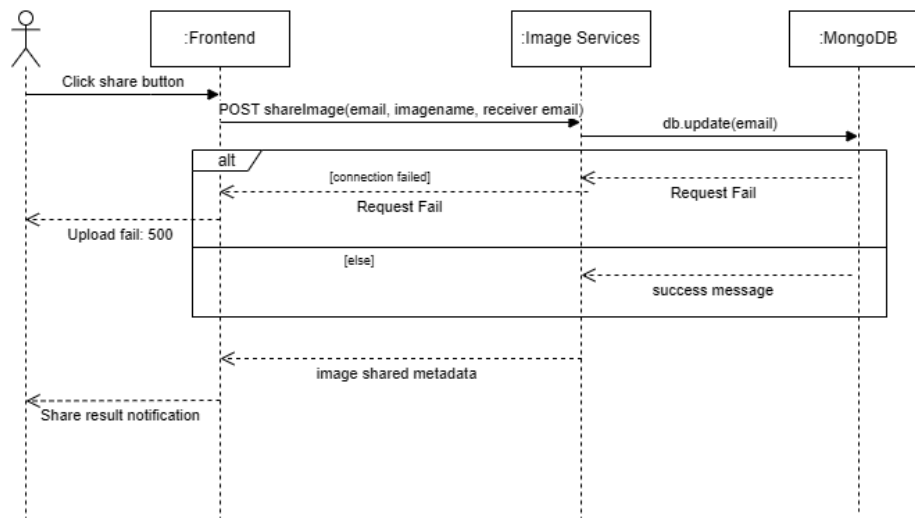 :Frontend
:Image Services
:MongoDB
Click share button
POST shareImage(email, imagename, receiver email)
db.update(email)
alt
[connection failed]
Request Fail
Request Fail
Upload fail: 500
[else]
success message
image shared metadata
Share result notification